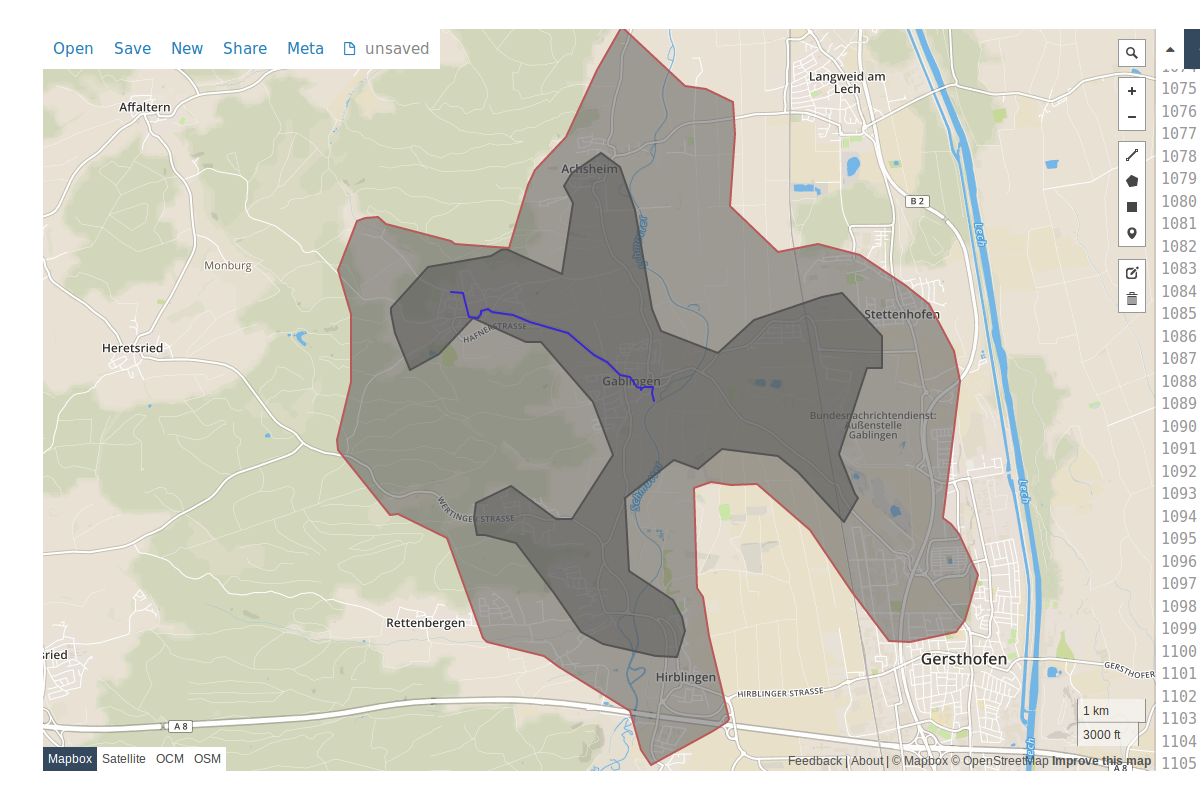 Open Save New Share Meta unsaved
Langweid am
Lech
Affaltern
1075
1076
1077
1078
1079
1080
1081
1082
1083
1084
1085
1086
1087
1088
1089
1090
1091
1092
1093
1094
1095
1096
1097
1098
1099
1100
1101
1102
1103
1104
1105
Achsheim
B 2
Lech
Monburg
Stettenhofen
HAFNERSTRASSE
Heretsried
Gablingen
Bundesnachrichtendienst:
Außenstelle
Gablingen
Schmutter
Lech
WERTINGER STRASSE
Rettenbergen
Gersthofen
GERSTHOFER
Hirblingen
HIRBLINGER STRASSE
A 8
1 km
3000 ft
Lech
A 8
Mapbox Satellite OCM OSM
Feedback | About | © Mapbox © OpenStreetMap Improve this map